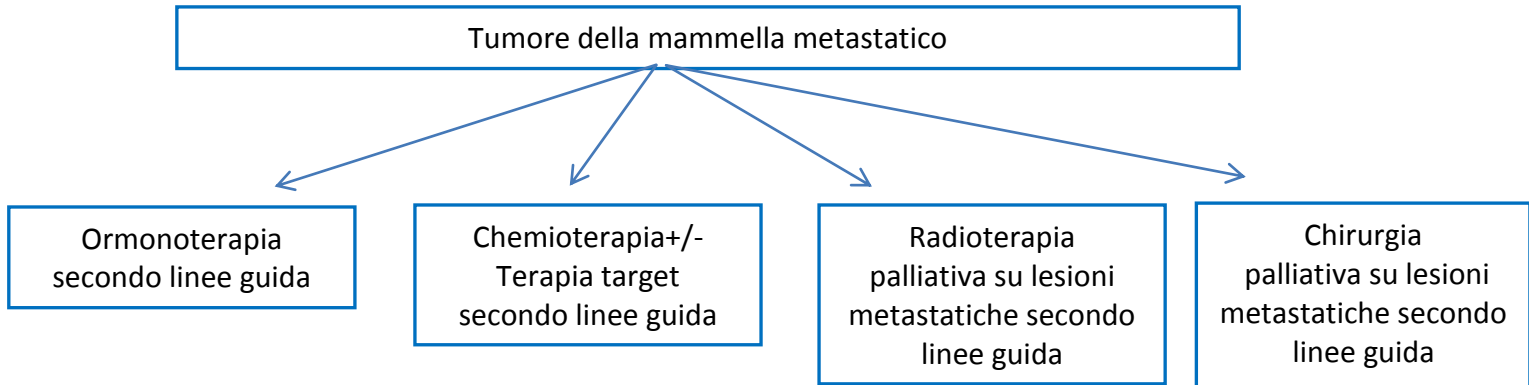 Tumore della mammella metastatico
Ormonoterapia
secondo linee guida
Chemioterapia+/-
Terapia target
secondo linee guida
Radioterapia
palliativa su lesioni
metastatiche secondo
linee guida
Chirurgia
palliativa su lesioni
metastatiche secondo
linee guida